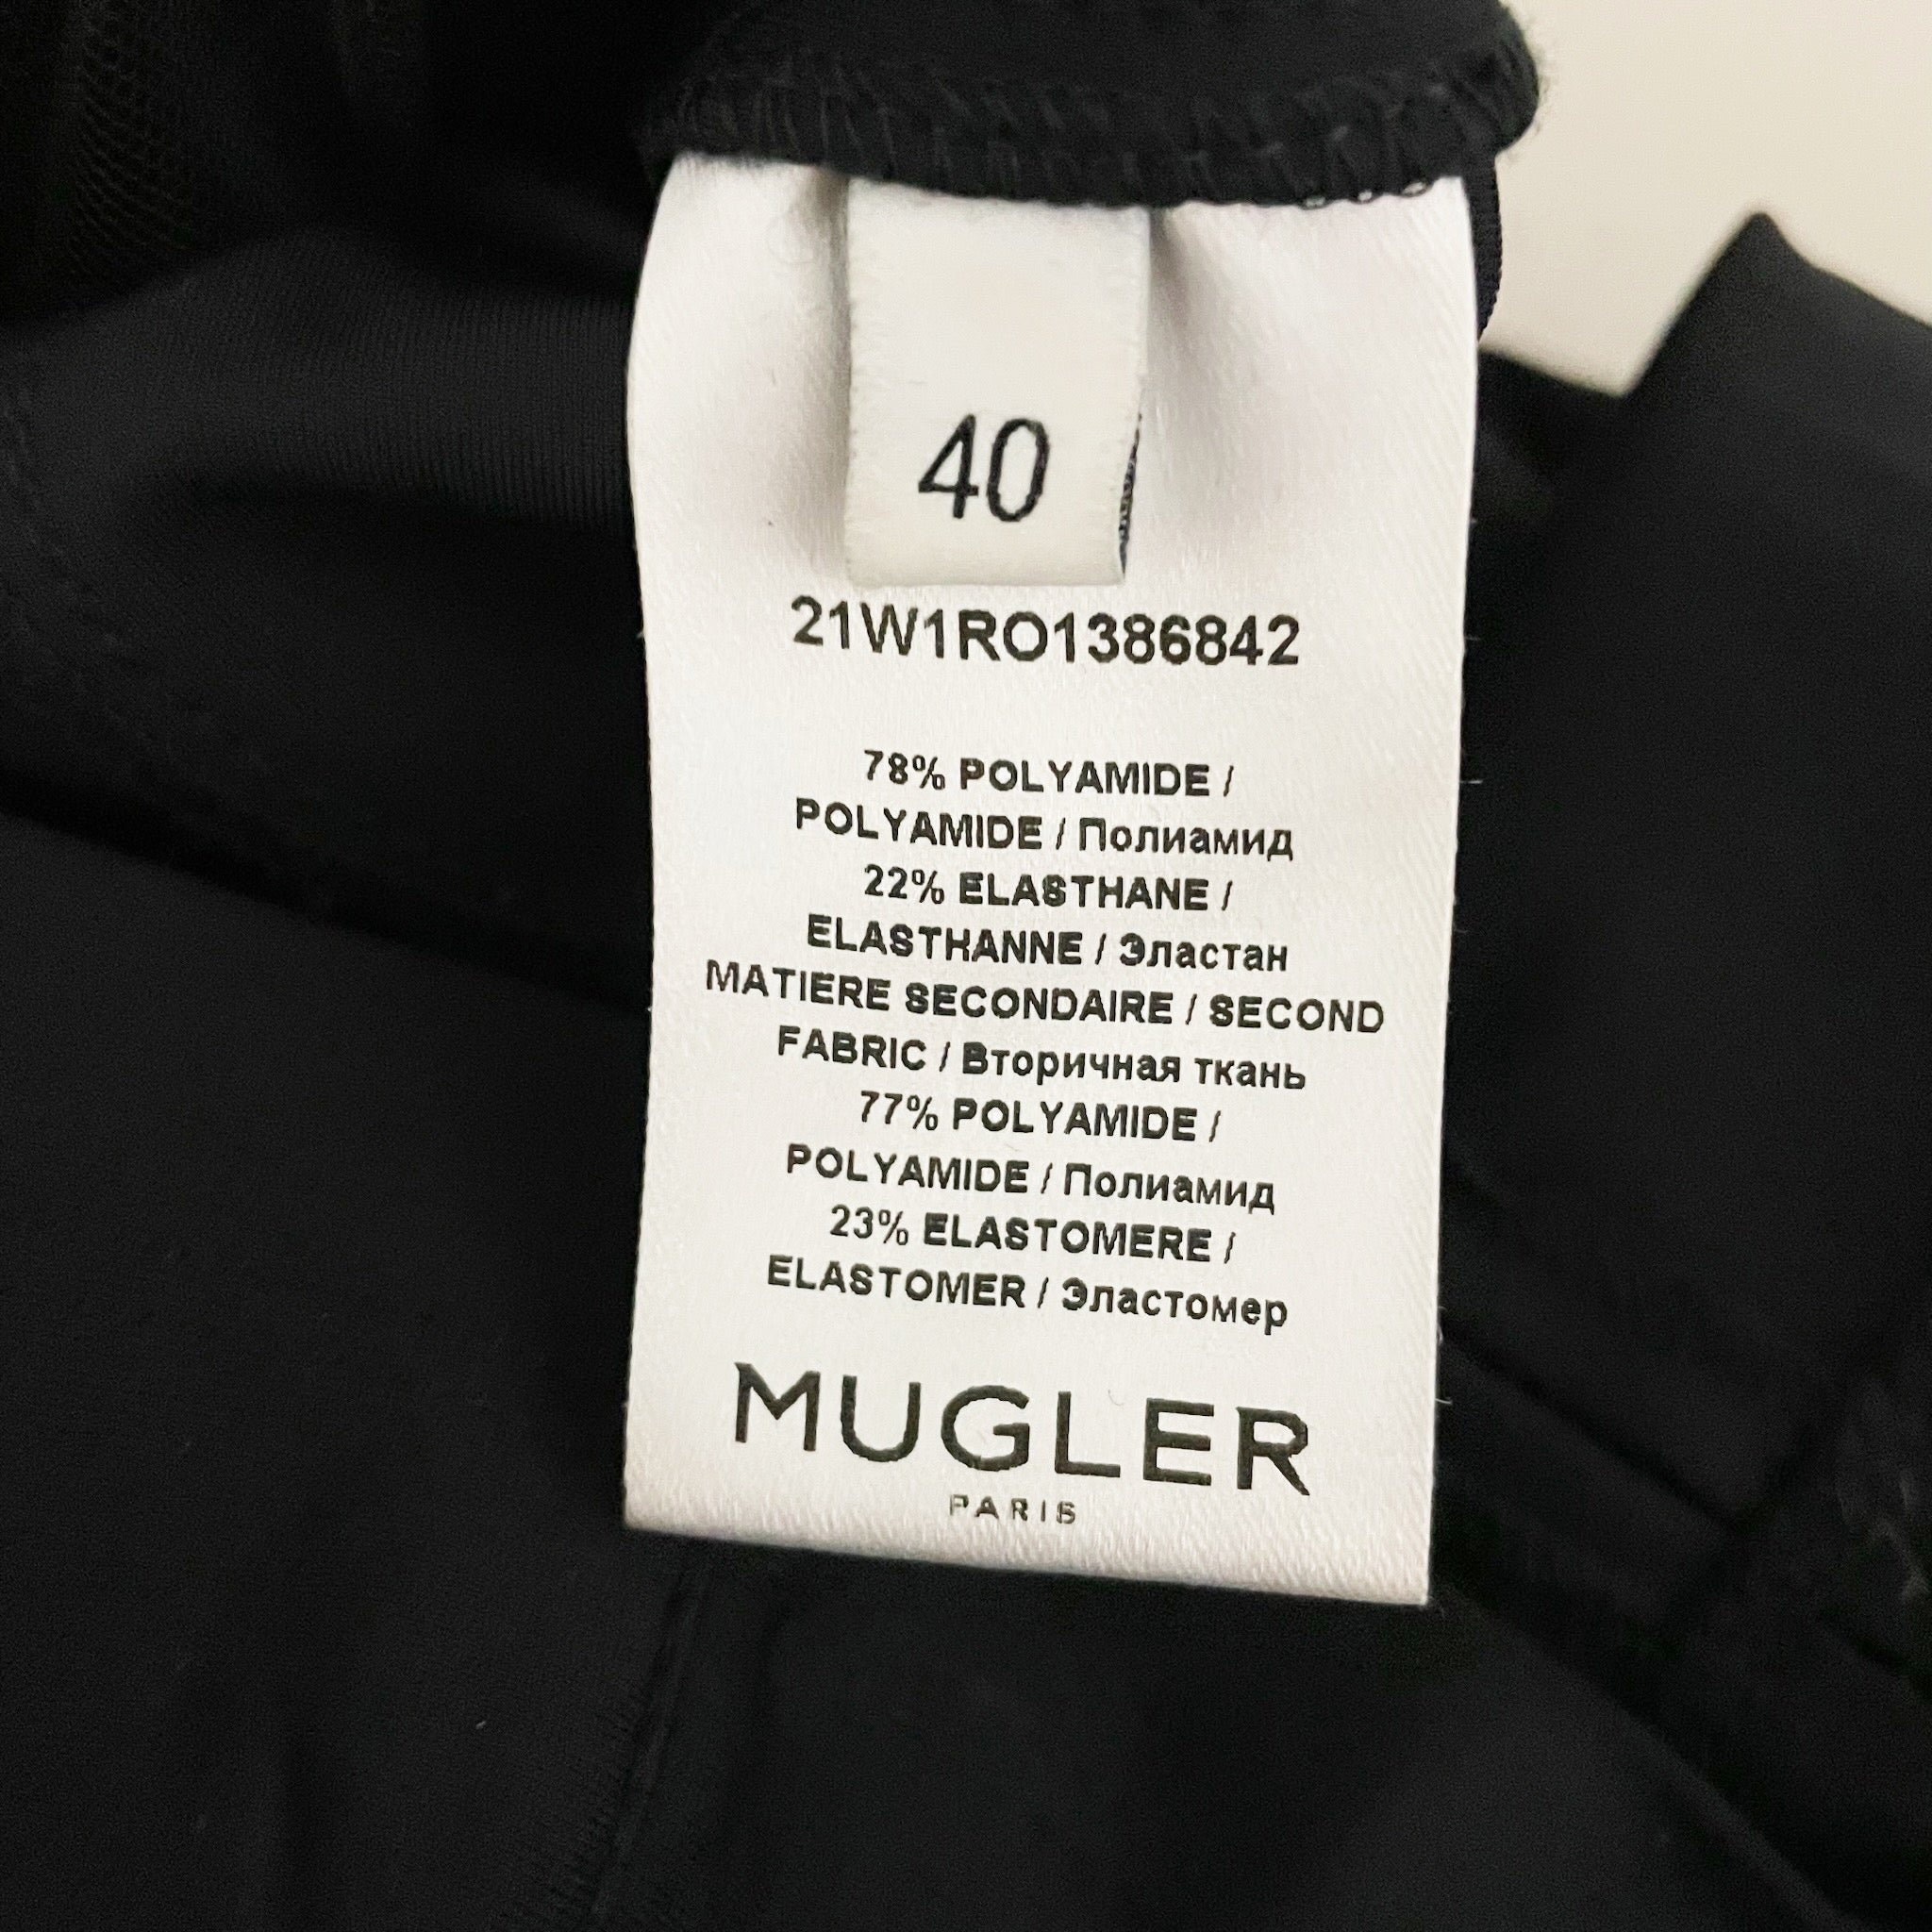 40
21W1RO1386842
78% POLYAMIDE /
POLYAMIDE / Полиамид
22% ELASTHANE /
ELASTHANNE / Эластан
MATIERE SECONDAIRE / SECOND
FABRIC / Вторичная ткань
77% POLYAMIDE /
POLYAMIDE / Полиамид
23% ELASTOMERE /
ELASTOMER / Эластомер
MUGLER
PARIS